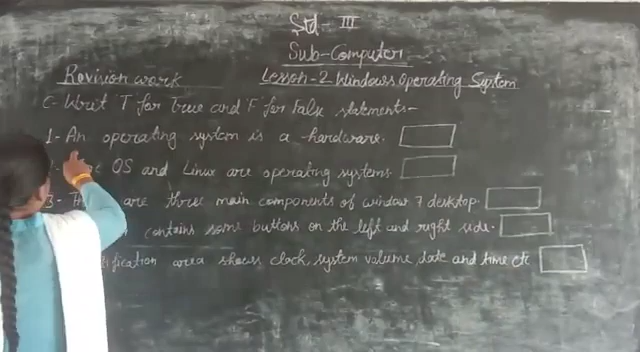 Std - III
Sub-Computer
Revision work Lesson-2 Windows Operating System
C- Writ 'T' for True and 'F' for False statements-
1- An operating system is a hardware.
OS and Linux are operating systems.
3- are three main components of window 7 desktop.
contains some buttons on the left and right side.
area shows clock, system volume, date and time etc